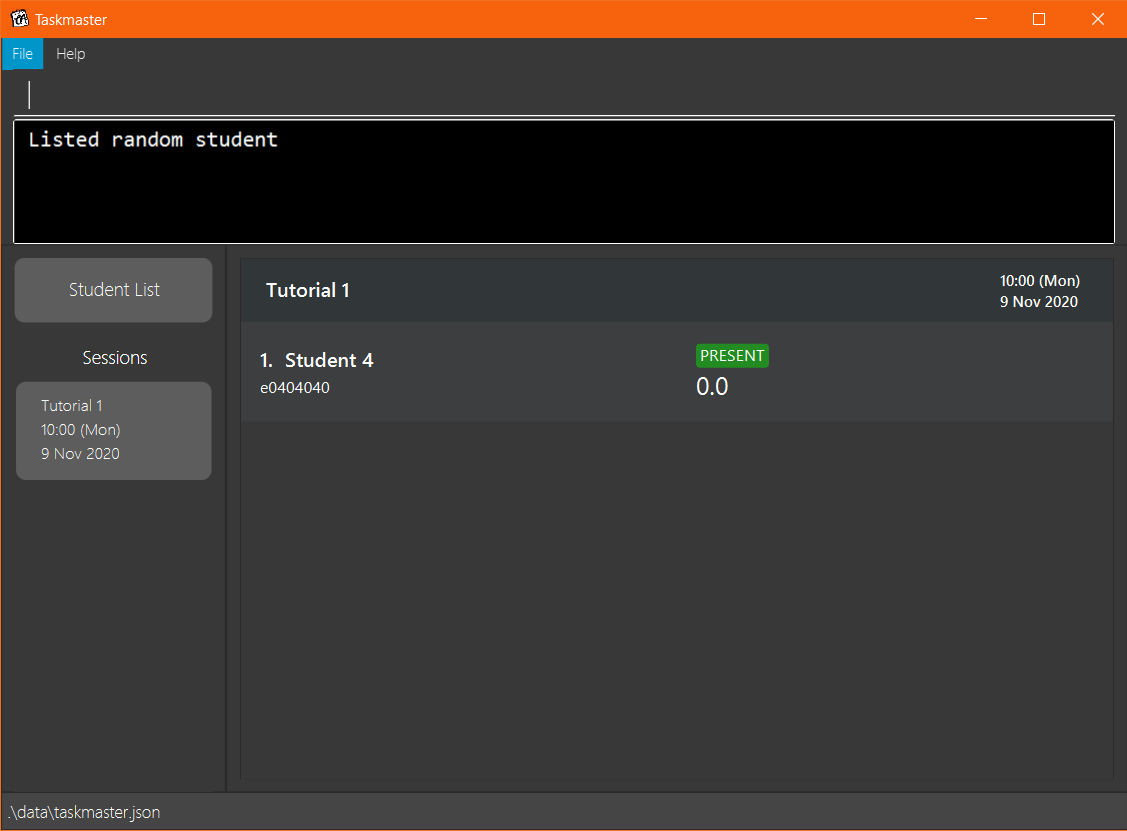 Taskmaster
File Help
Listed random student
Student List
Sessions
Tutorial 1
10:00 (Mon)
9 Nov 2020
Tutorial 1
10:00 (Mon)
9 Nov 2020
1. Student 4
e0404040
PRESENT
0.0
.\data\taskmaster.json